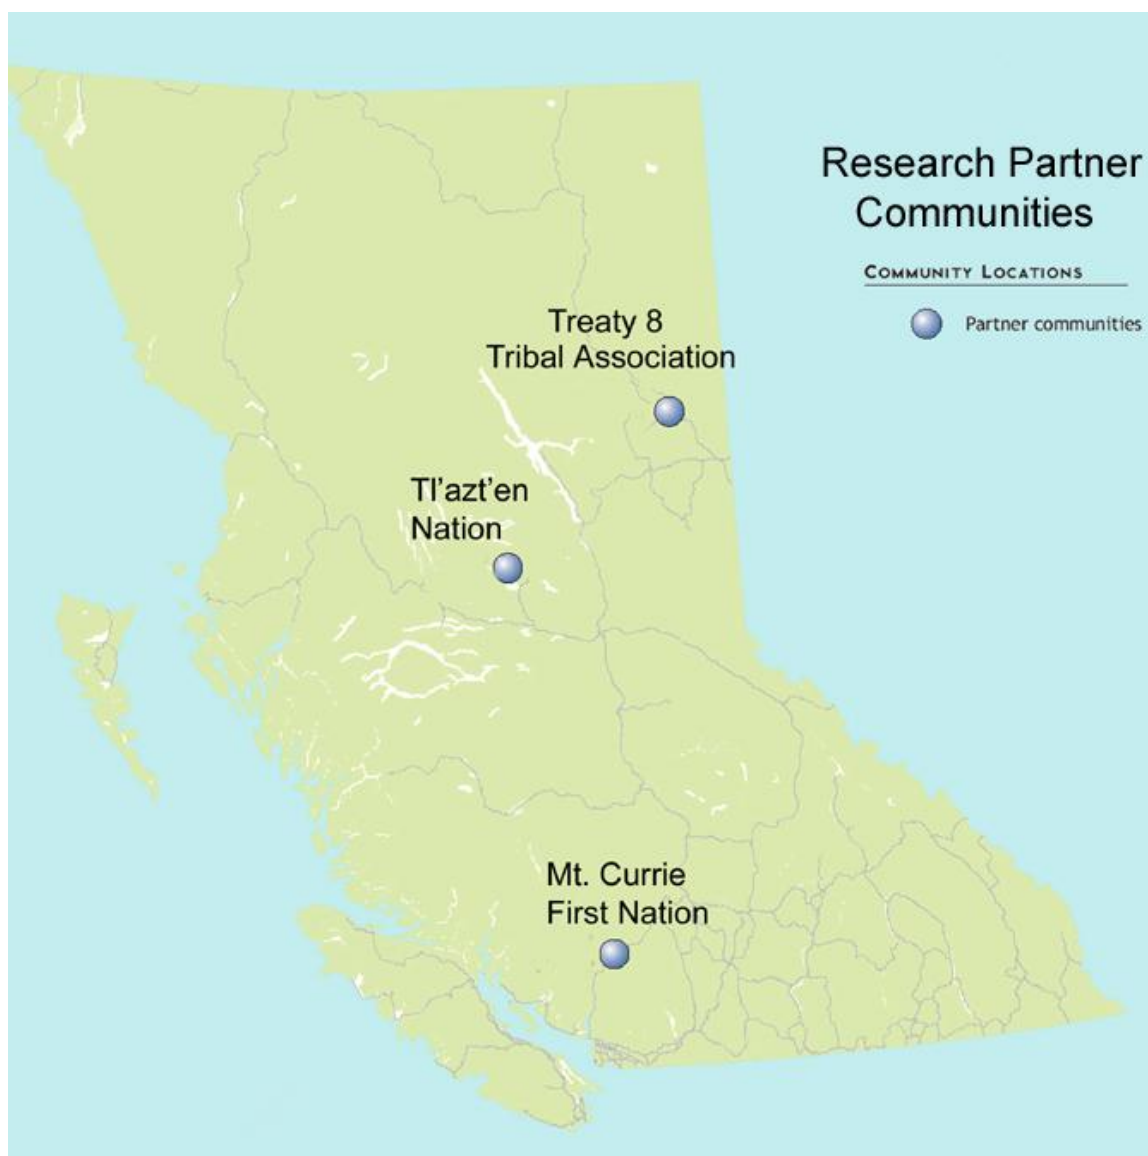 Research Partner
Communities
COMMUNITY LOCATIONS
Partner communities
Treaty 8
Tribal Association
Tl’azt’en
Nation
Mt. Currie
First Nation